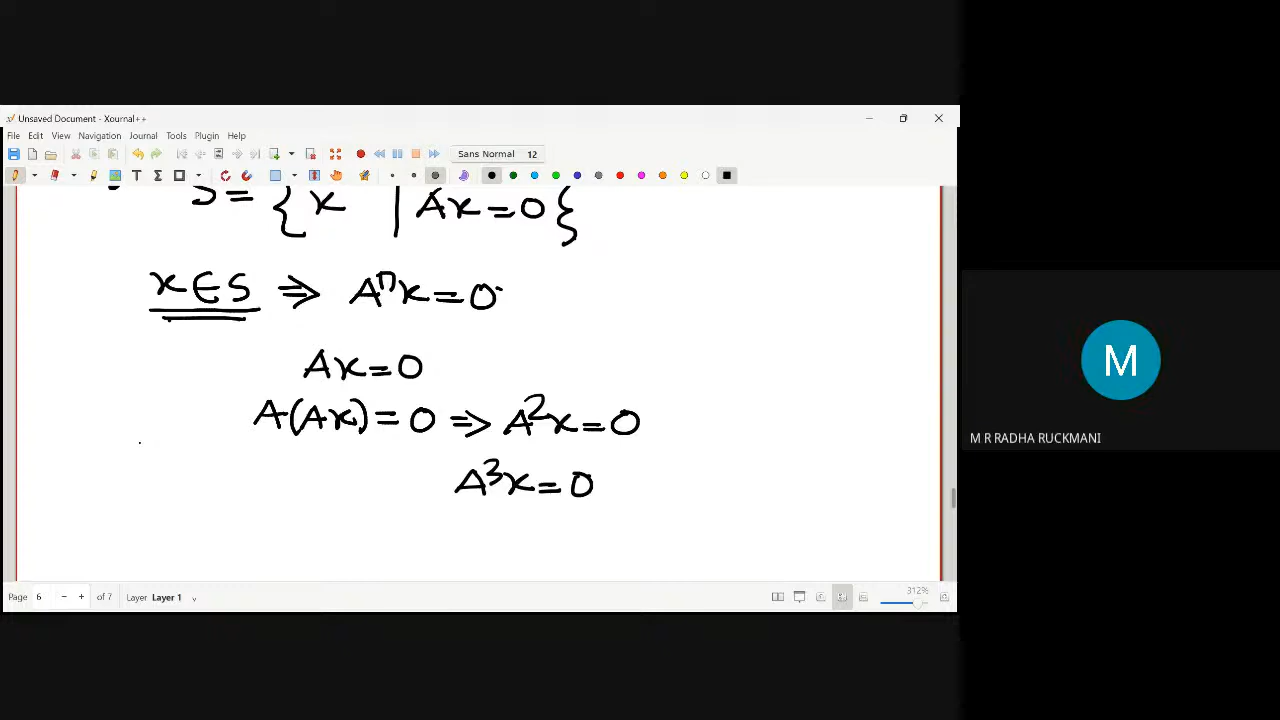 Unsaved Document - Xournal++
File Edit View Navigation Journal Tools Plugin Help
Sans Normal 12
S = { x | Ax = 0 }
x ∈ S ⇒ Aⁿx = 0
Ax = 0
A(Ax) = 0 ⇒ A²x = 0
A³x = 0
M
M R RADHA RUCKMANI
Page 6 - + of 7 Layer Layer 1 312%